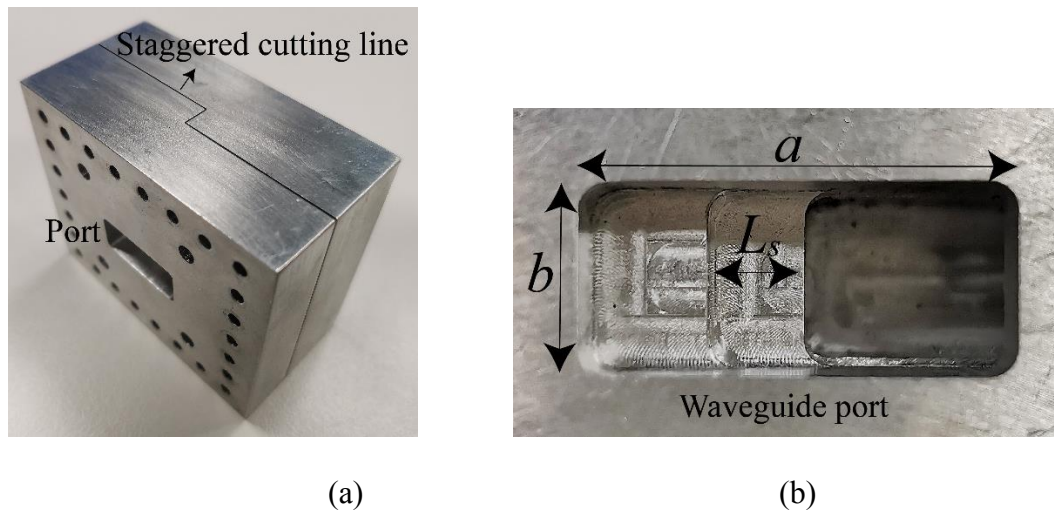 Staggered cutting line
Port
a
b
Ls
Waveguide port
(a)
(b)